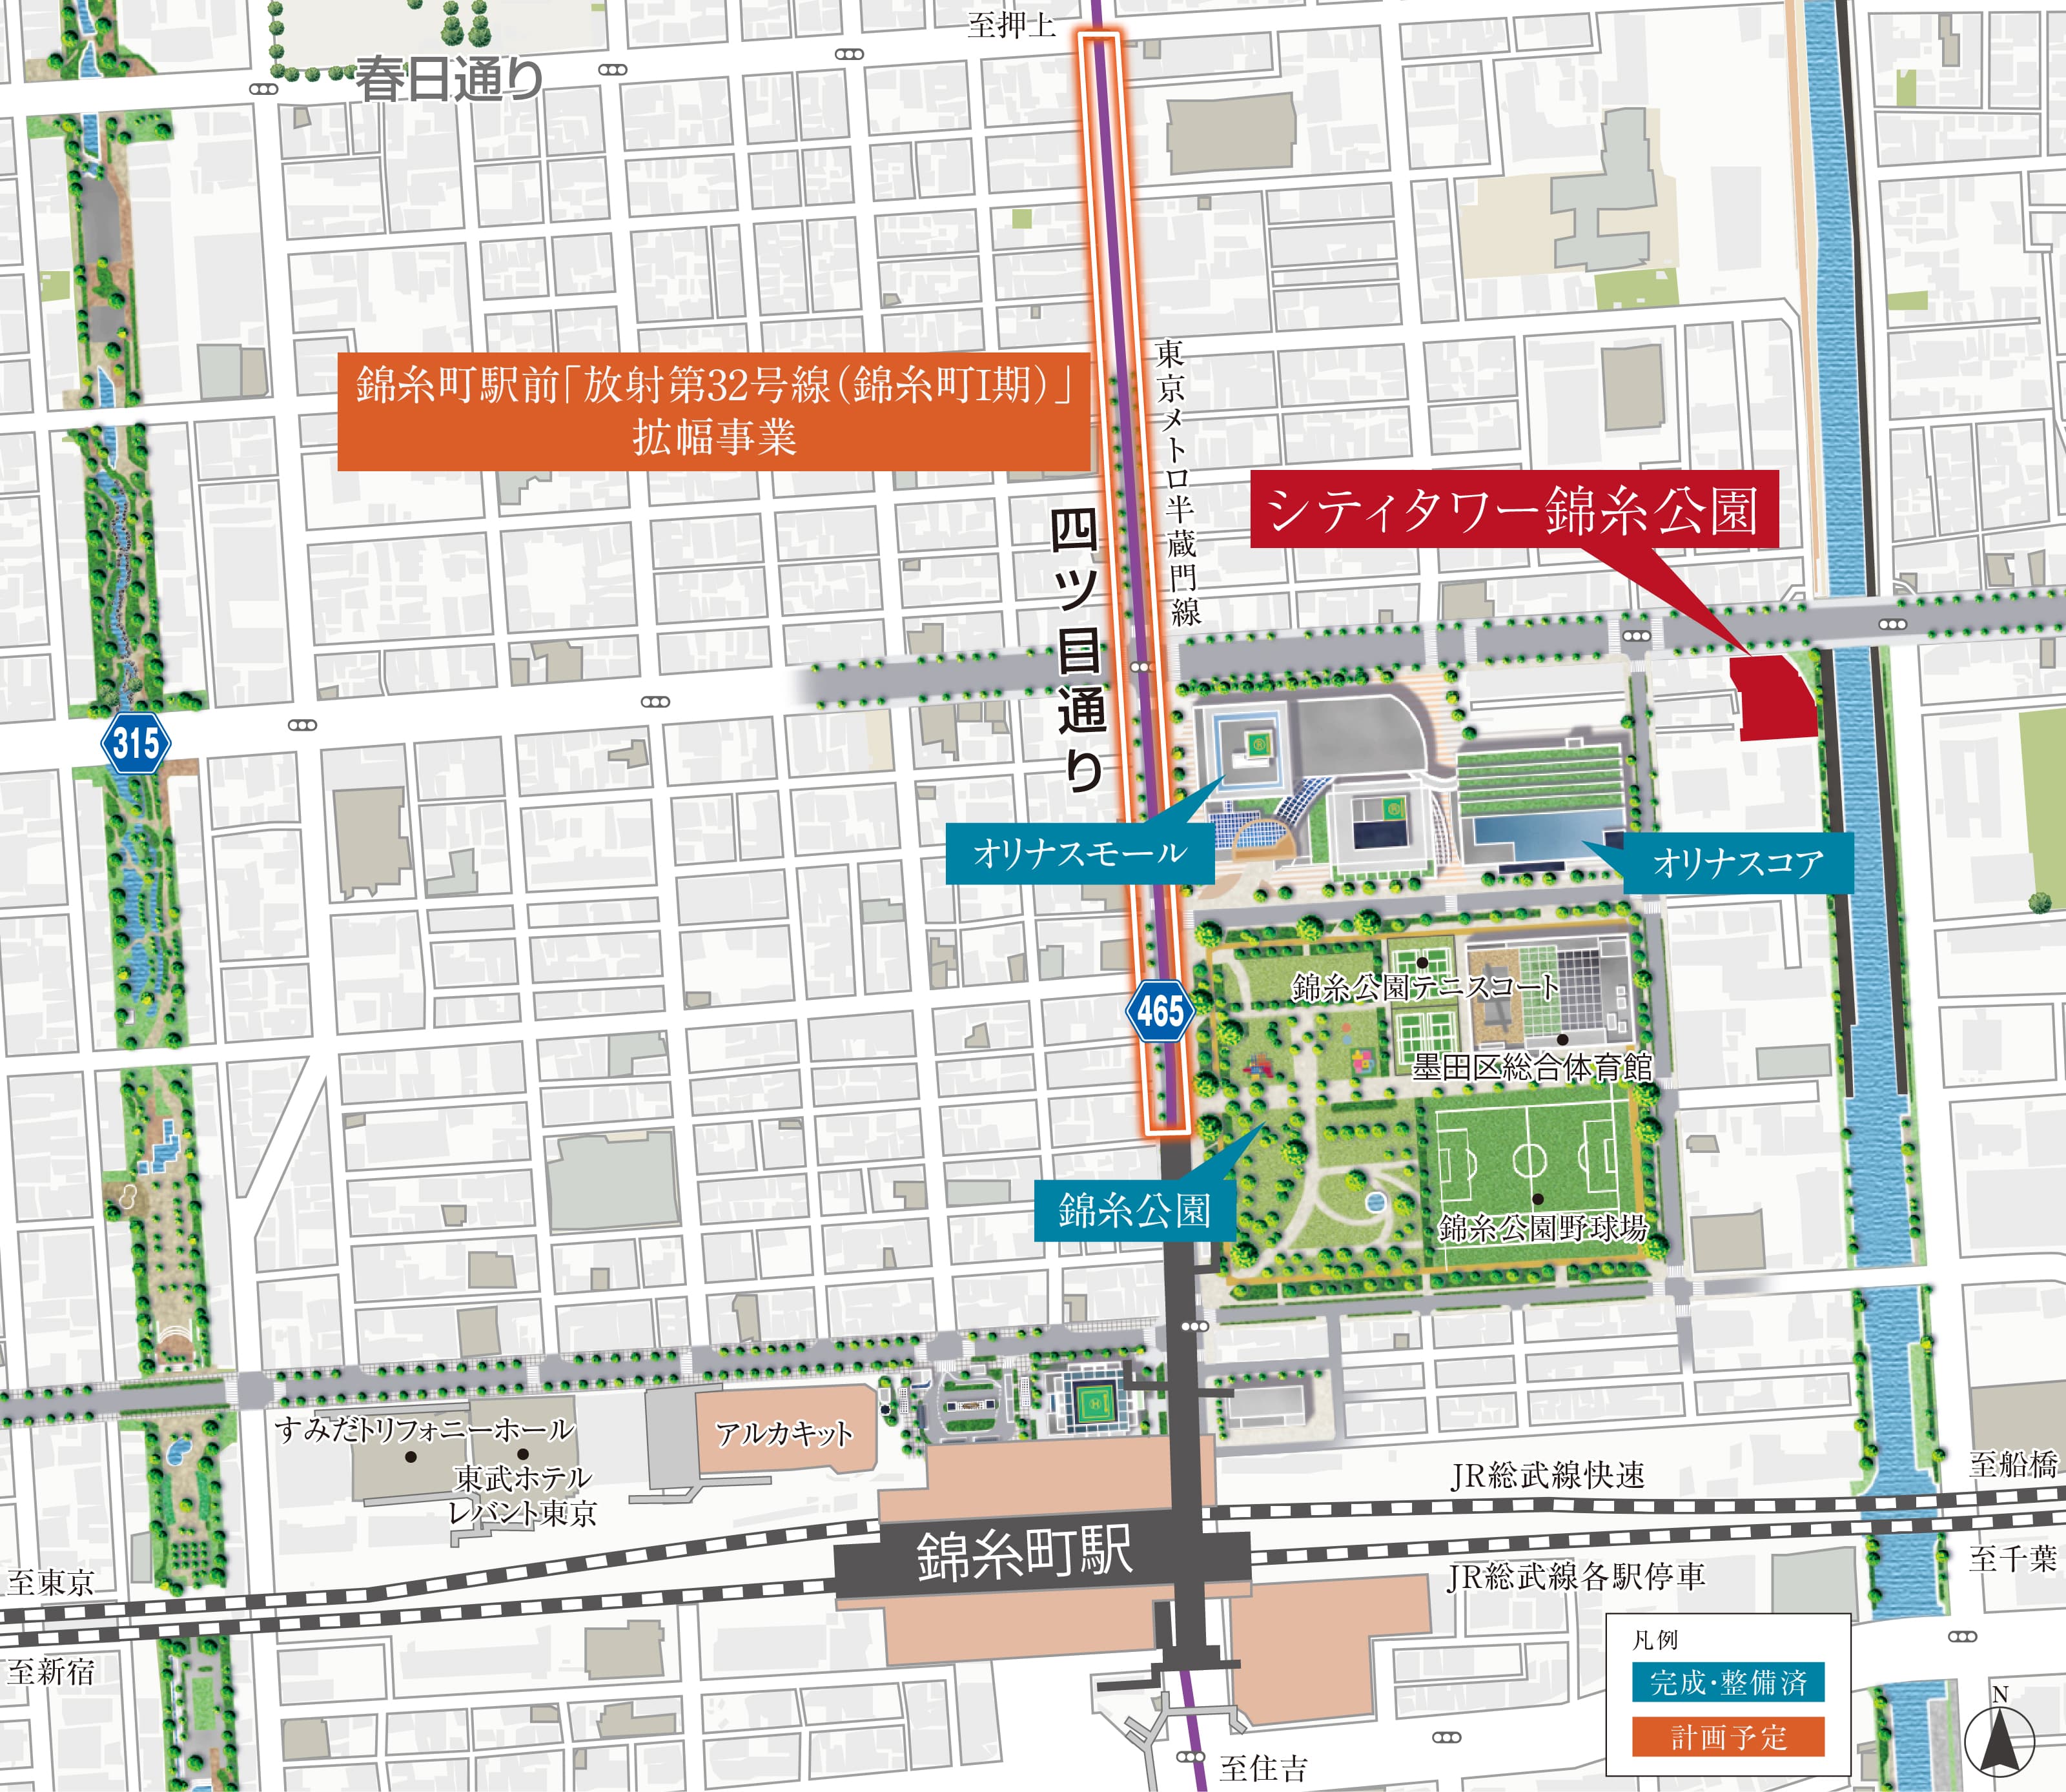 至押上
春日通り
錦糸町駅前「放射第32号線（錦糸町I期）」
拡幅事業
東京メトロ半蔵門線
四ツ目通り
シティタワー錦糸公園
315
オリナスモール
オリナスコア
錦糸公園テニスコート
465
墨田区総合体育館
錦糸公園
錦糸公園野球場
すみだトリフォニーホール
アルカキット
東武ホテル
レバント東京
JR総武線快速
至船橋
錦糸町駅
至東京
JR総武線各駅停車
至千葉
至新宿
凡例
完成・整備済
計画予定
N
至住吉